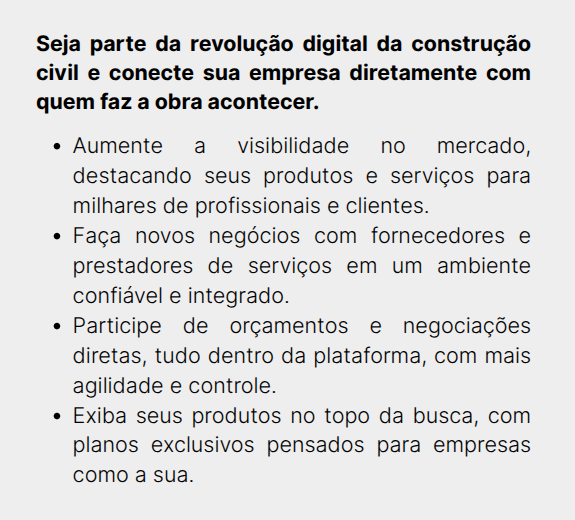 Seja parte da revolução digital da construção
civil e conecte sua empresa diretamente com
quem faz a obra acontecer.
• Aumente a visibilidade no mercado,
destacando seus produtos e serviços para
milhares de profissionais e clientes.
• Faça novos negócios com fornecedores e
prestadores de serviços em um ambiente
confiável e integrado.
• Participe de orçamentos e negociações
diretas, tudo dentro da plataforma, com mais
agilidade e controle.
• Exiba seus produtos no topo da busca, com
planos exclusivos pensados para empresas
como a sua.